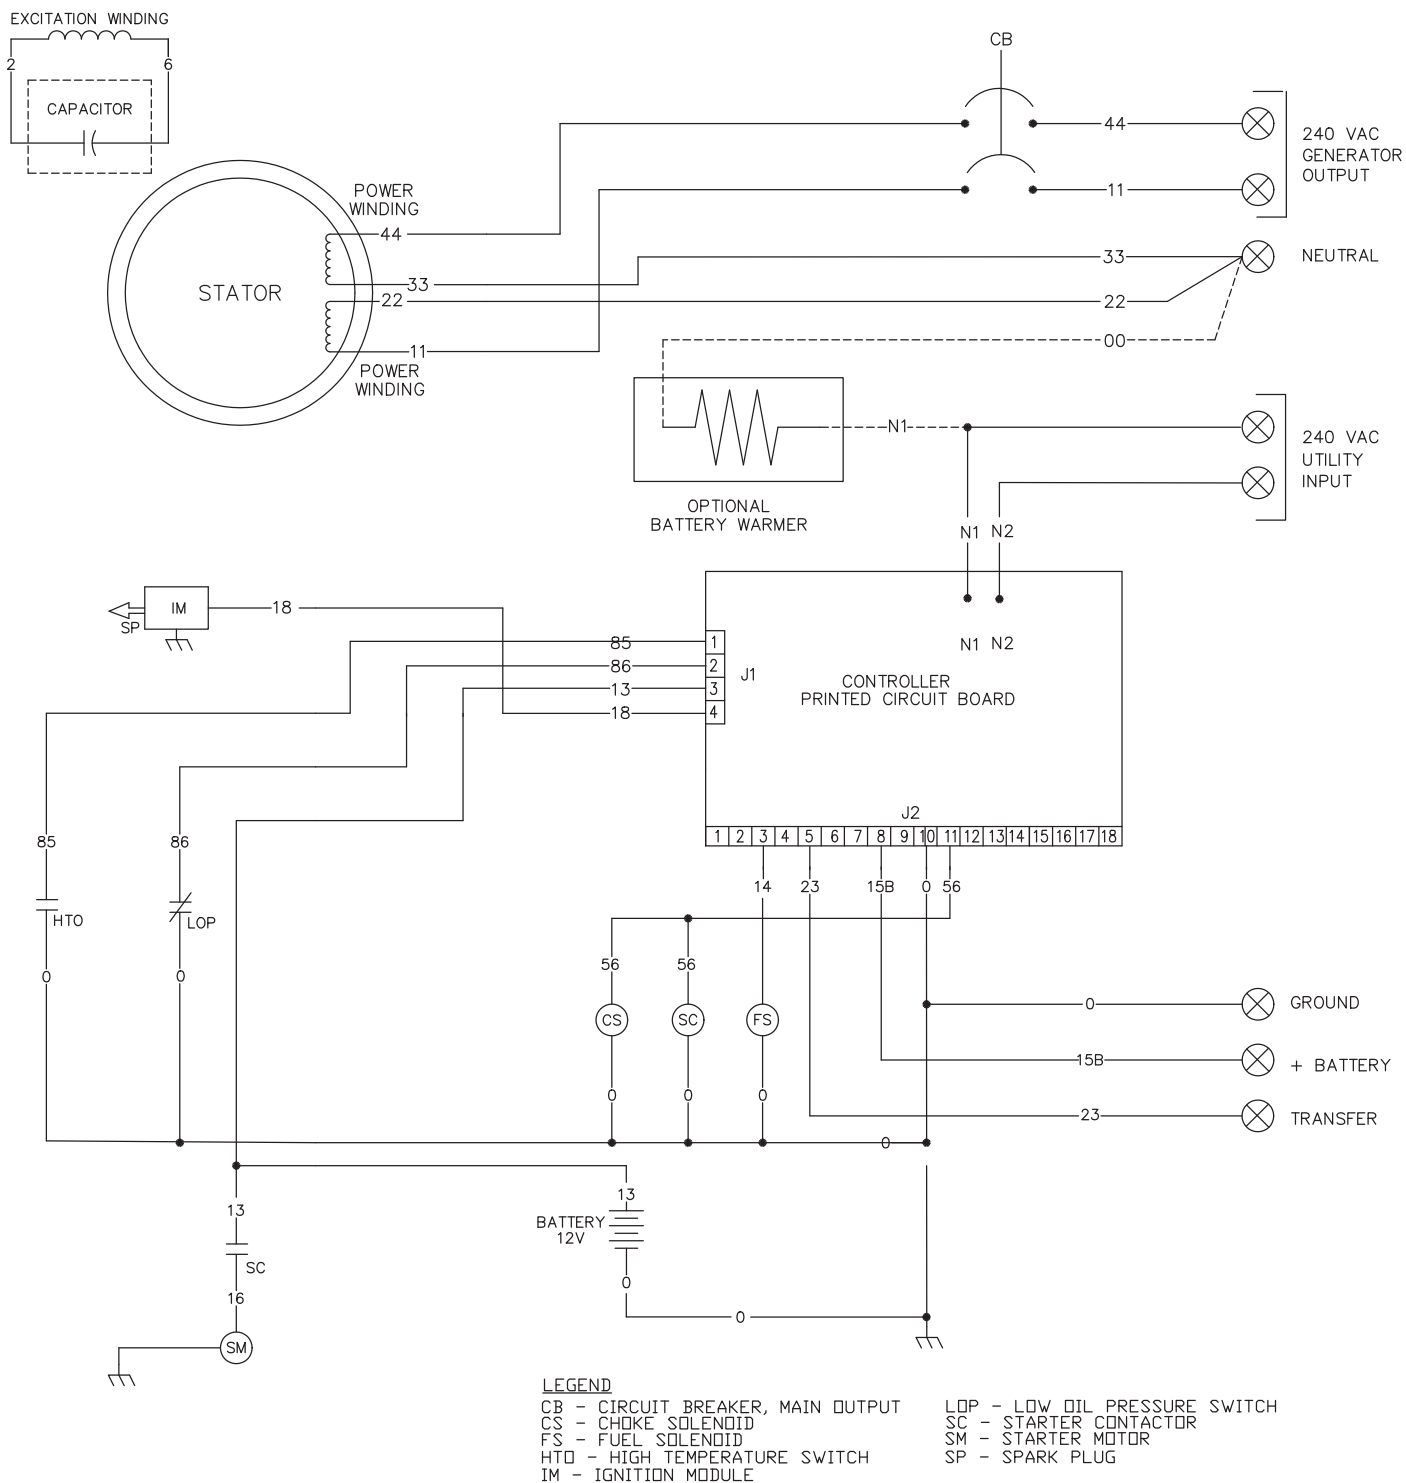 EXCITATION WINDING
2
6
CAPACITOR
CB
44
11
240 VAC
GENERATOR
OUTPUT
POWER
WINDING
44
33
22
11
POWER
WINDING
STATOR
33
NEUTRAL
22
00
N1
240 VAC
UTILITY
INPUT
OPTIONAL
BATTERY WARMER
N1 N2
IM
SP
18
85
86
13
18
1
2
3
4
J1
N1 N2
CONTROLLER
PRINTED CIRCUIT BOARD
J2
1 2 3 4 5 6 7 8 9 10 11 12 13 14 15 16 17 18
14 23 15B 0 56
85
86
HTO
LOP
0
0
56
56
CS
SC
FS
0
0
0
0
GROUND
15B
+ BATTERY
23
TRANSFER
0
13
13
BATTERY
12V
SC
0
16
0
SM
LEGEND
CB - CIRCUIT BREAKER, MAIN OUTPUT
CS - CHOKE SOLENOID
FS - FUEL SOLENOID
HTO - HIGH TEMPERATURE SWITCH
IM - IGNITION MODULE
LOP - LOW OIL PRESSURE SWITCH
SC - STARTER CONTACTOR
SM - STARTER MOTOR
SP - SPARK PLUG